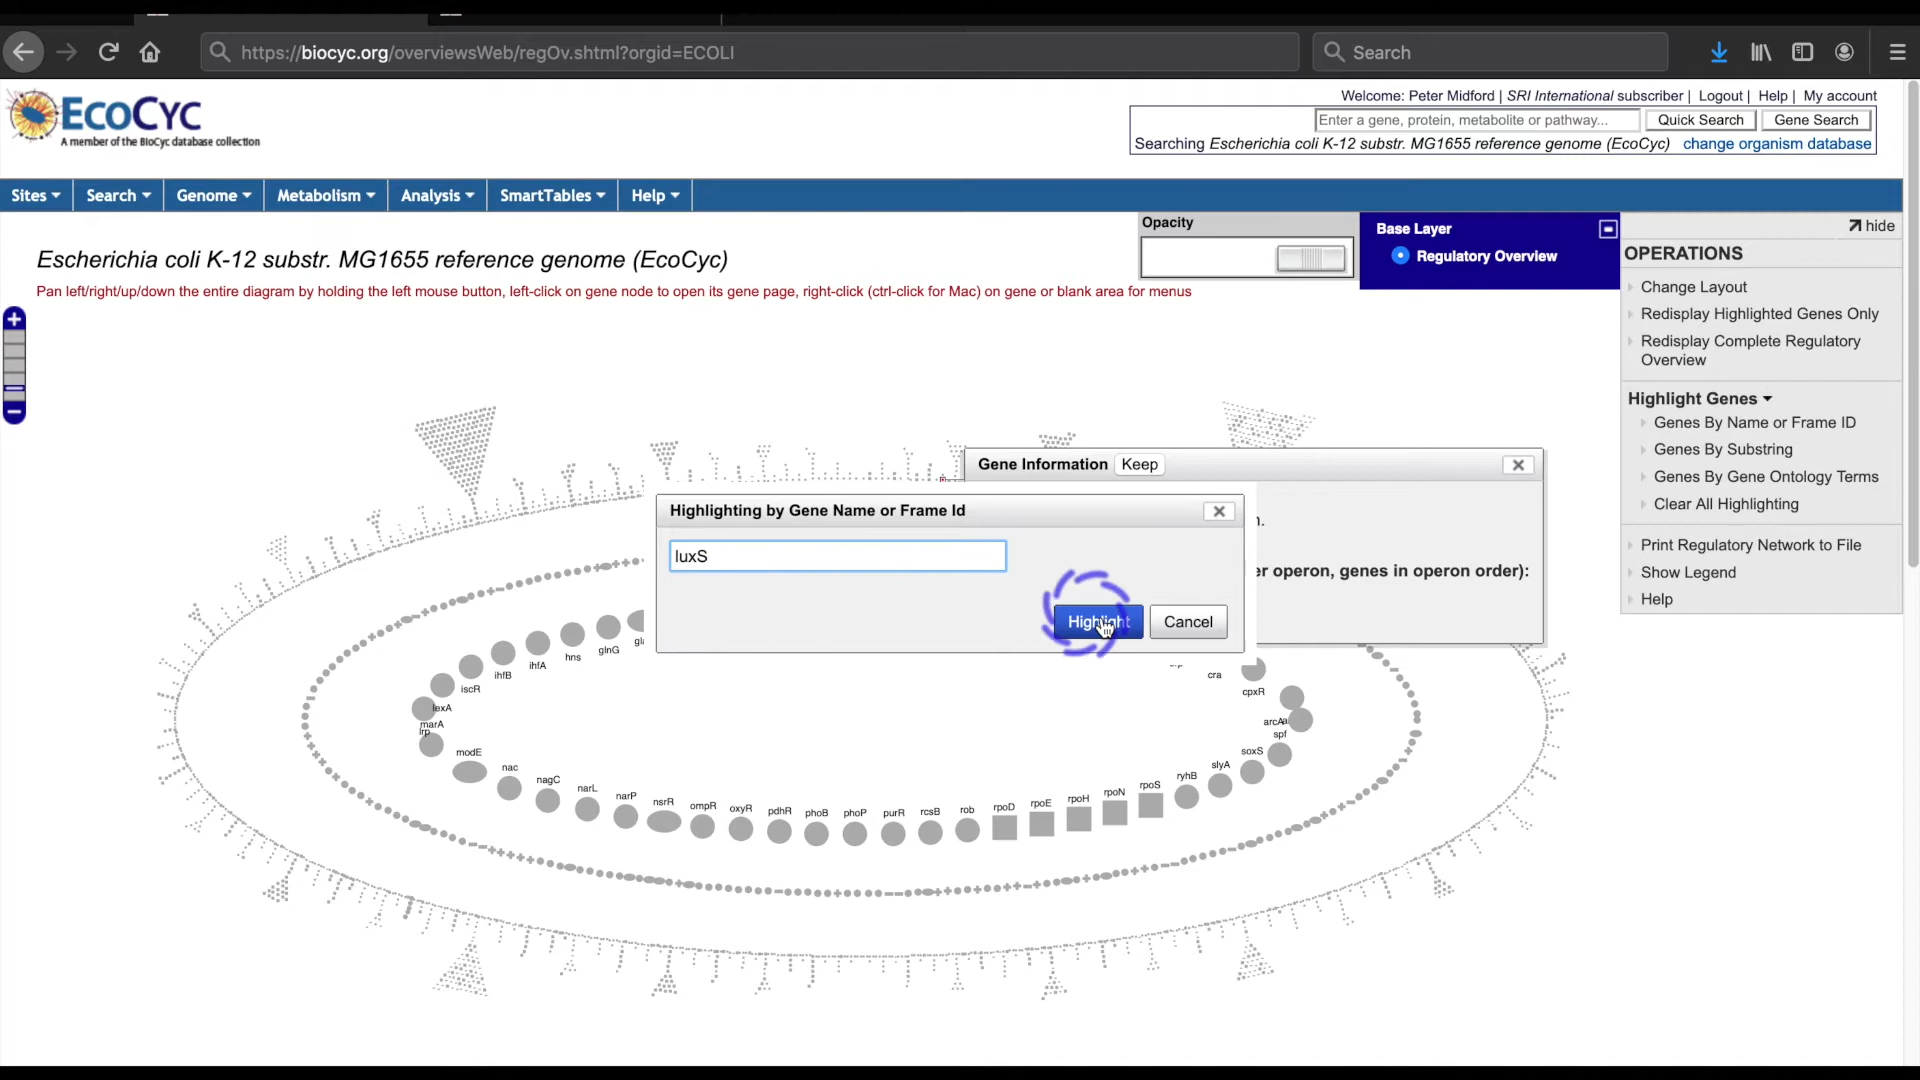 https://biocyc.org/overviewsWeb/regOv.shtml?orgid=ECOLI
Search
Welcome: Peter Midford | SRI International subscriber | Logout | Help | My account
EcoCyc
A member of the BioCyc database collection
Enter a gene, protein, metabolite or pathway...
Quick Search
Gene Search
Searching Escherichia coli K-12 substr. MG1655 reference genome (EcoCyc) change organism database
Sites
Search
Genome
Metabolism
Analysis
SmartTables
Help
Opacity
Base Layer
Regulatory Overview
hide
OPERATIONS
Change Layout
Redisplay Highlighted Genes Only
Redisplay Complete Regulatory
Overview
Highlight Genes
Genes By Name or Frame ID
Genes By Substring
Genes By Gene Ontology Terms
Clear All Highlighting
Print Regulatory Network to File
Show Legend
Help
Escherichia coli K-12 substr. MG1655 reference genome (EcoCyc)
Pan left/right/up/down the entire diagram by holding the left mouse button, left-click on gene node to open its gene page, right-click (ctrl-click for Mac) on gene or blank area for menus
Gene Information
Keep
er operon, genes in operon order):
Highlighting by Gene Name or Frame Id
luxS
Highlight
Cancel
glnG
hns
ihfA
ihfB
iscR
lexA
marA
lrp
modE
nac
nagC
narL
narP
nsrR
ompR
oxyR
pdhR
phoB
phoP
purR
rcsB
rob
rpoD
rpoE
rpoH
rpoN
rpoS
ryhB
slyA
soxS
spf
arcA
cpxR
cra